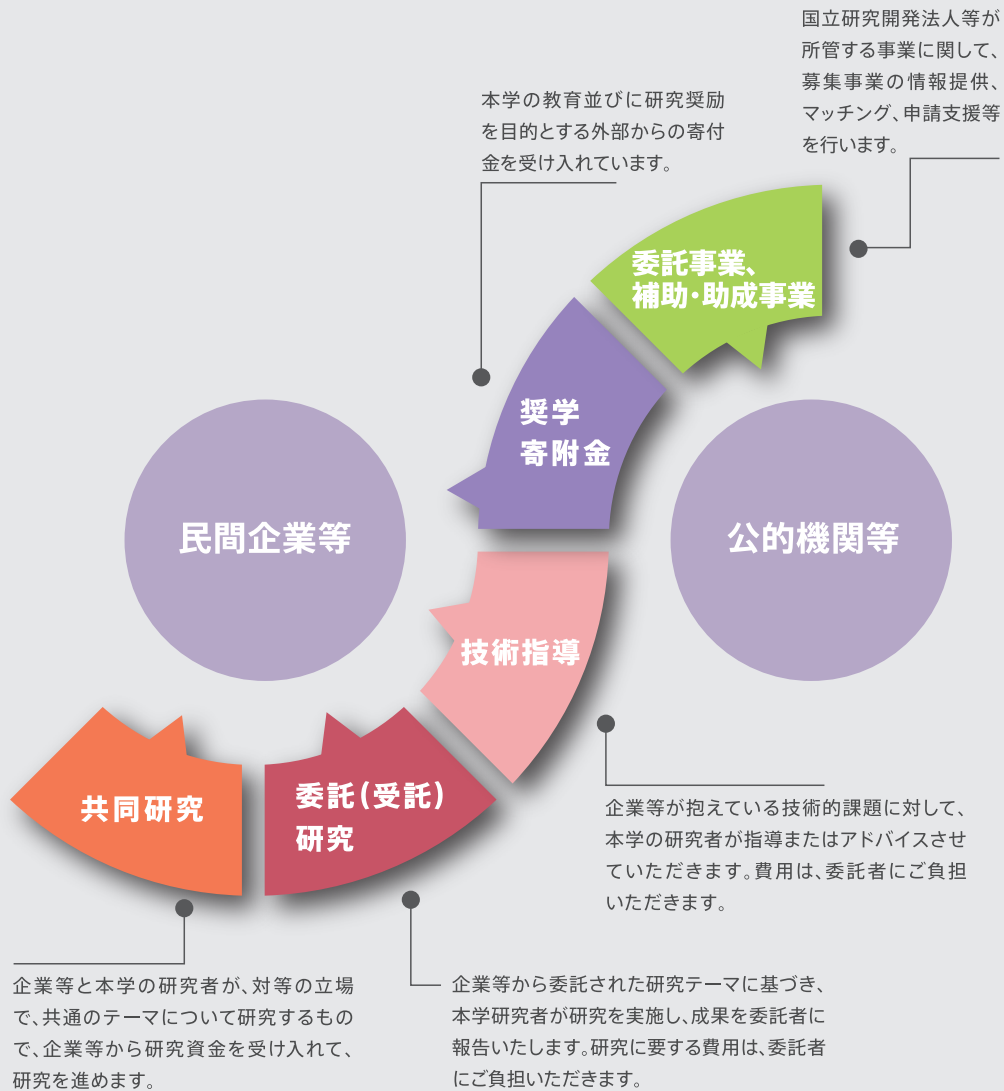 国立研究開発法人等が
所管する事業に関して、
募集事業の情報提供、
マッチング、申請支援等
を行います。
本学の教育並びに研究奨励
を目的とする外部からの寄付
金を受け入れています。
委託事業、
補助・助成事業
奨学
寄附金
民間企業等
公的機関等
技術指導
共同研究
委託(受託)
研究
企業等が抱えている技術的課題に対して、
本学の研究者が指導またはアドバイスさせ
ていただきます。費用は、委託者にご負担
いただきます。
企業等と本学の研究者が、対等の立場
で、共通のテーマについて研究するもの
で、企業等から研究資金を受け入れて、
研究を進めます。
企業等から委託された研究テーマに基づき、
本学研究者が研究を実施し、成果を委託者に
報告いたします。研究に要する費用は、委託者
にご負担いただきます。